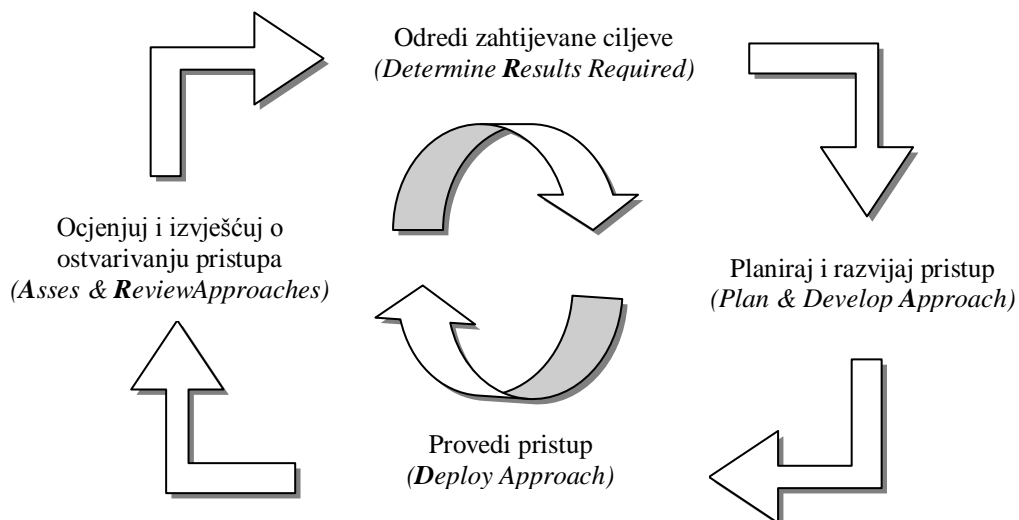 Odredi zahtijevane ciljeve
(Determine Results Required)
Planiraj i razvijaj pristup
(Plan & Develop Approach)
Provedi pristup
(Deploy Approach)
Ocjenjuj i izvješćuj o
ostvarivanju pristupa
(Asses & ReviewApproaches)